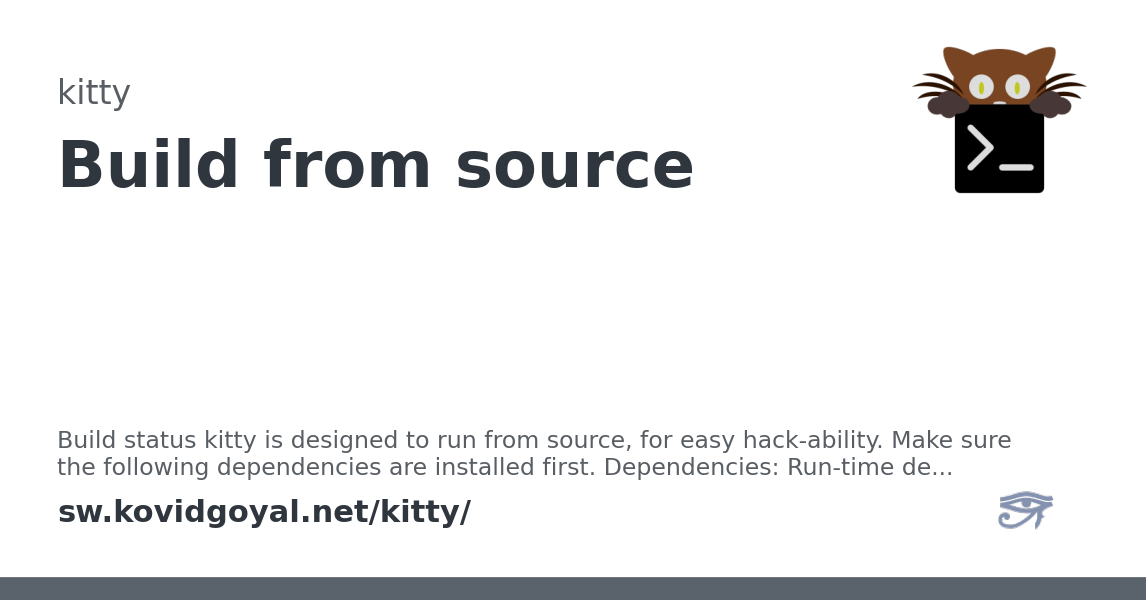 kitty
Build from source
>_
Build status kitty is designed to run from source, for easy hack-ability. Make sure
the following dependencies are installed first. Dependencies: Run-time de...
sw.kovidgoyal.net/kitty/